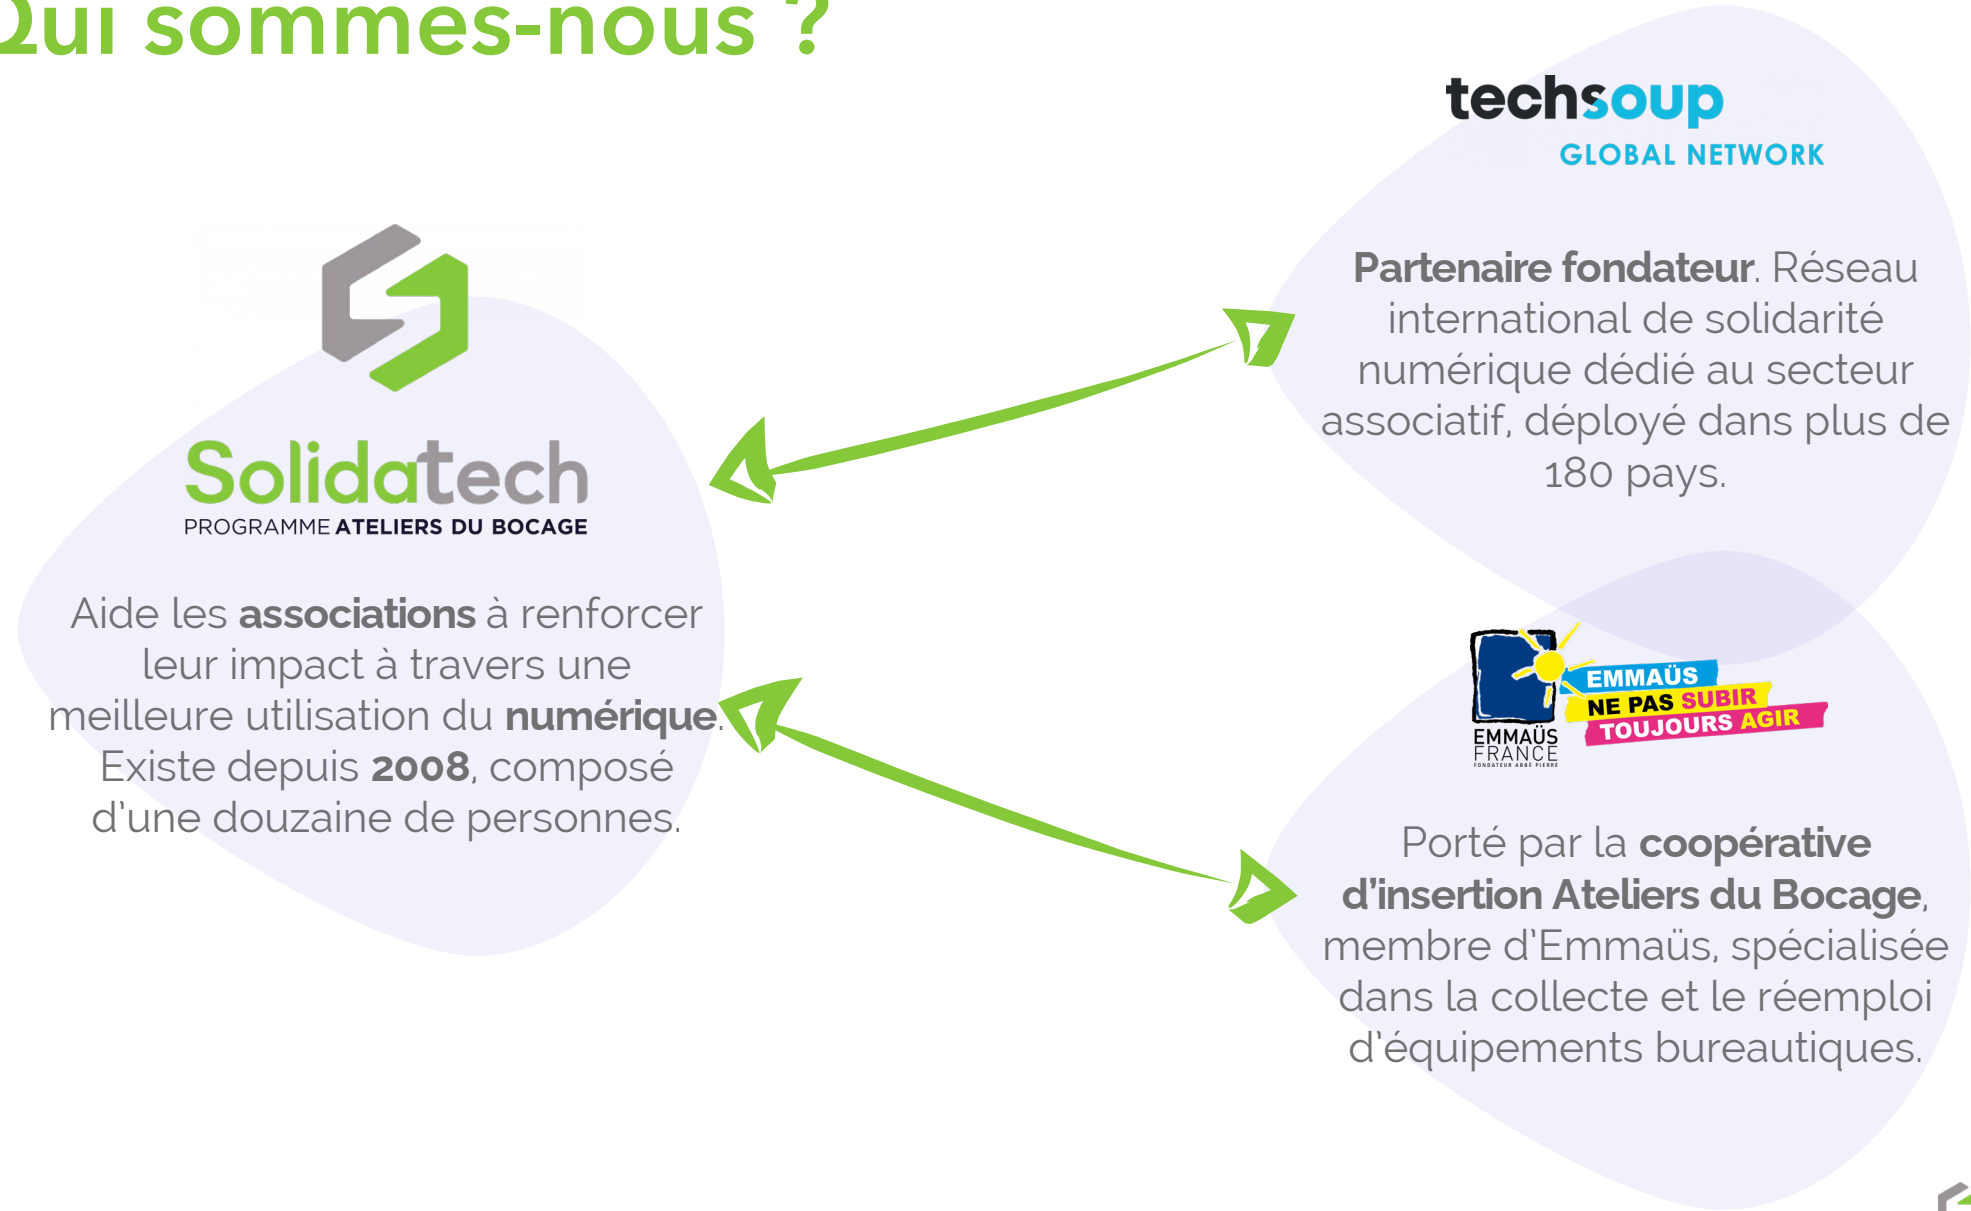 Qui sommes-nous ?
Solidatech
PROGRAMME ATELIERS DU BOCAGE
Aide les associations à renforcer
leur impact à travers une
meilleure utilisation du numérique.
Existe depuis 2008, composé
d'une douzaine de personnes.
techsoup
GLOBAL NETWORK
Partenaire fondateur. Réseau
international de solidarité
numérique dédié au secteur
associatif, déployé dans plus de
180 pays.
EMMAÜS
NE PAS SUBIR
TOUJOURS AGIR
EMMAÜS
FRANCE
FONDATEUR ABBÉ PIERRE
Porté par la coopérative
d'insertion Ateliers du Bocage,
membre d'Emmaüs, spécialisée
dans la collecte et le réemploi
d'équipements bureautiques.